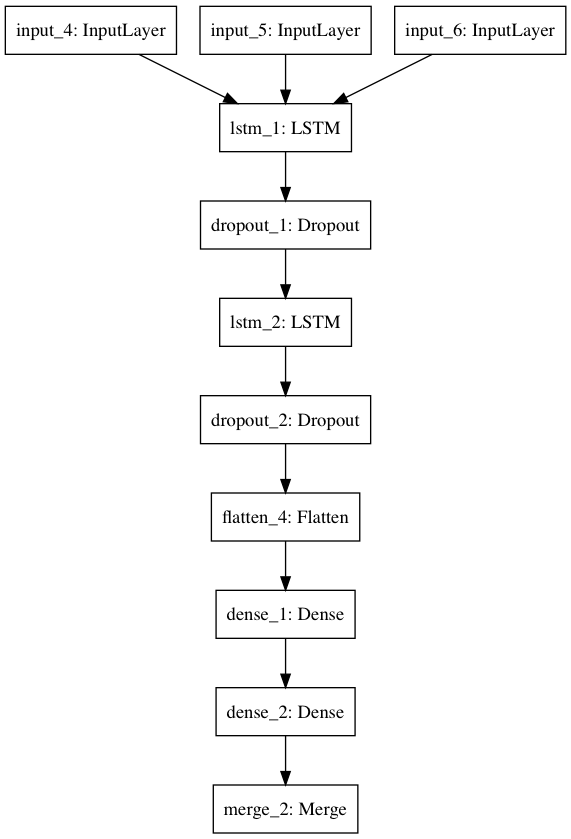 input_4: InputLayer
input_5: InputLayer
input_6: InputLayer
lstm_1: LSTM
dropout_1: Dropout
lstm_2: LSTM
dropout_2: Dropout
flatten_4: Flatten
dense_1: Dense
dense_2: Dense
merge_2: Merge